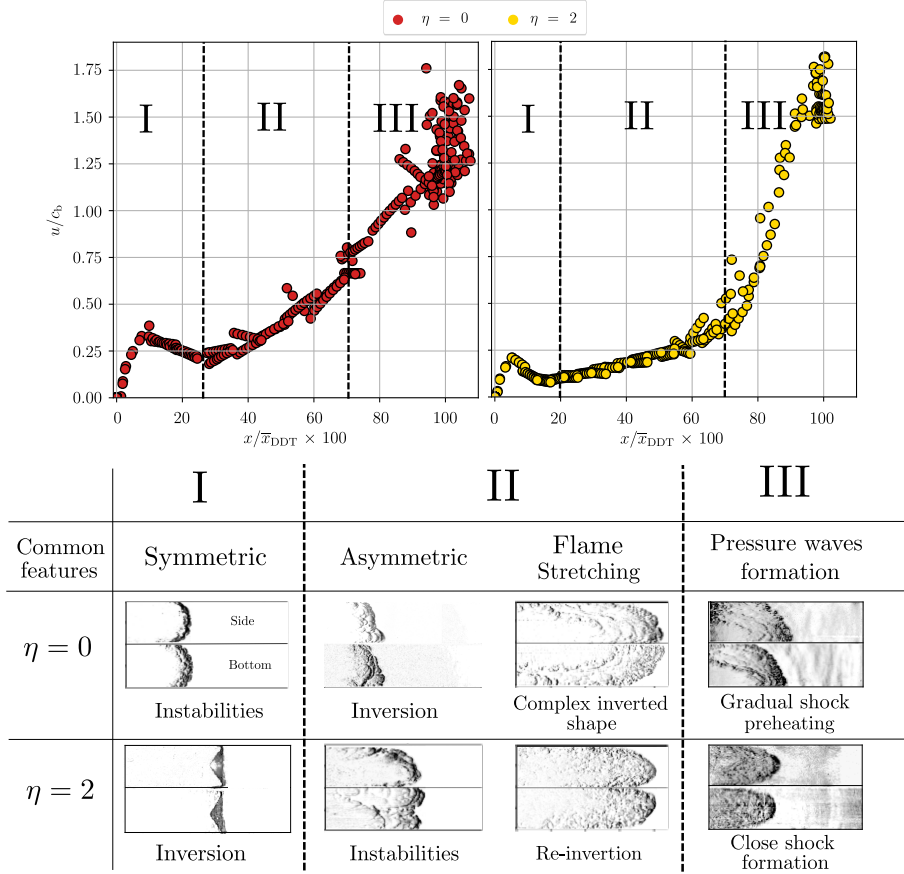 η = 0 η = 2
I II III
I II III
u/c_b
1.75
1.50
1.25
1.00
0.75
0.50
0.25
0.00
0 20 40 60 80 100
0 20 40 60 80 100
x/x̅_DDT × 100
x/x̅_DDT × 100
I II III
Common
features
Symmetric
Asymmetric
Flame
Stretching
Pressure waves
formation
η = 0
Side
Bottom
Instabilities
Inversion
Complex inverted
shape
Gradual shock
preheating
η = 2
Inversion
Instabilities
Re-invertion
Close shock
formation